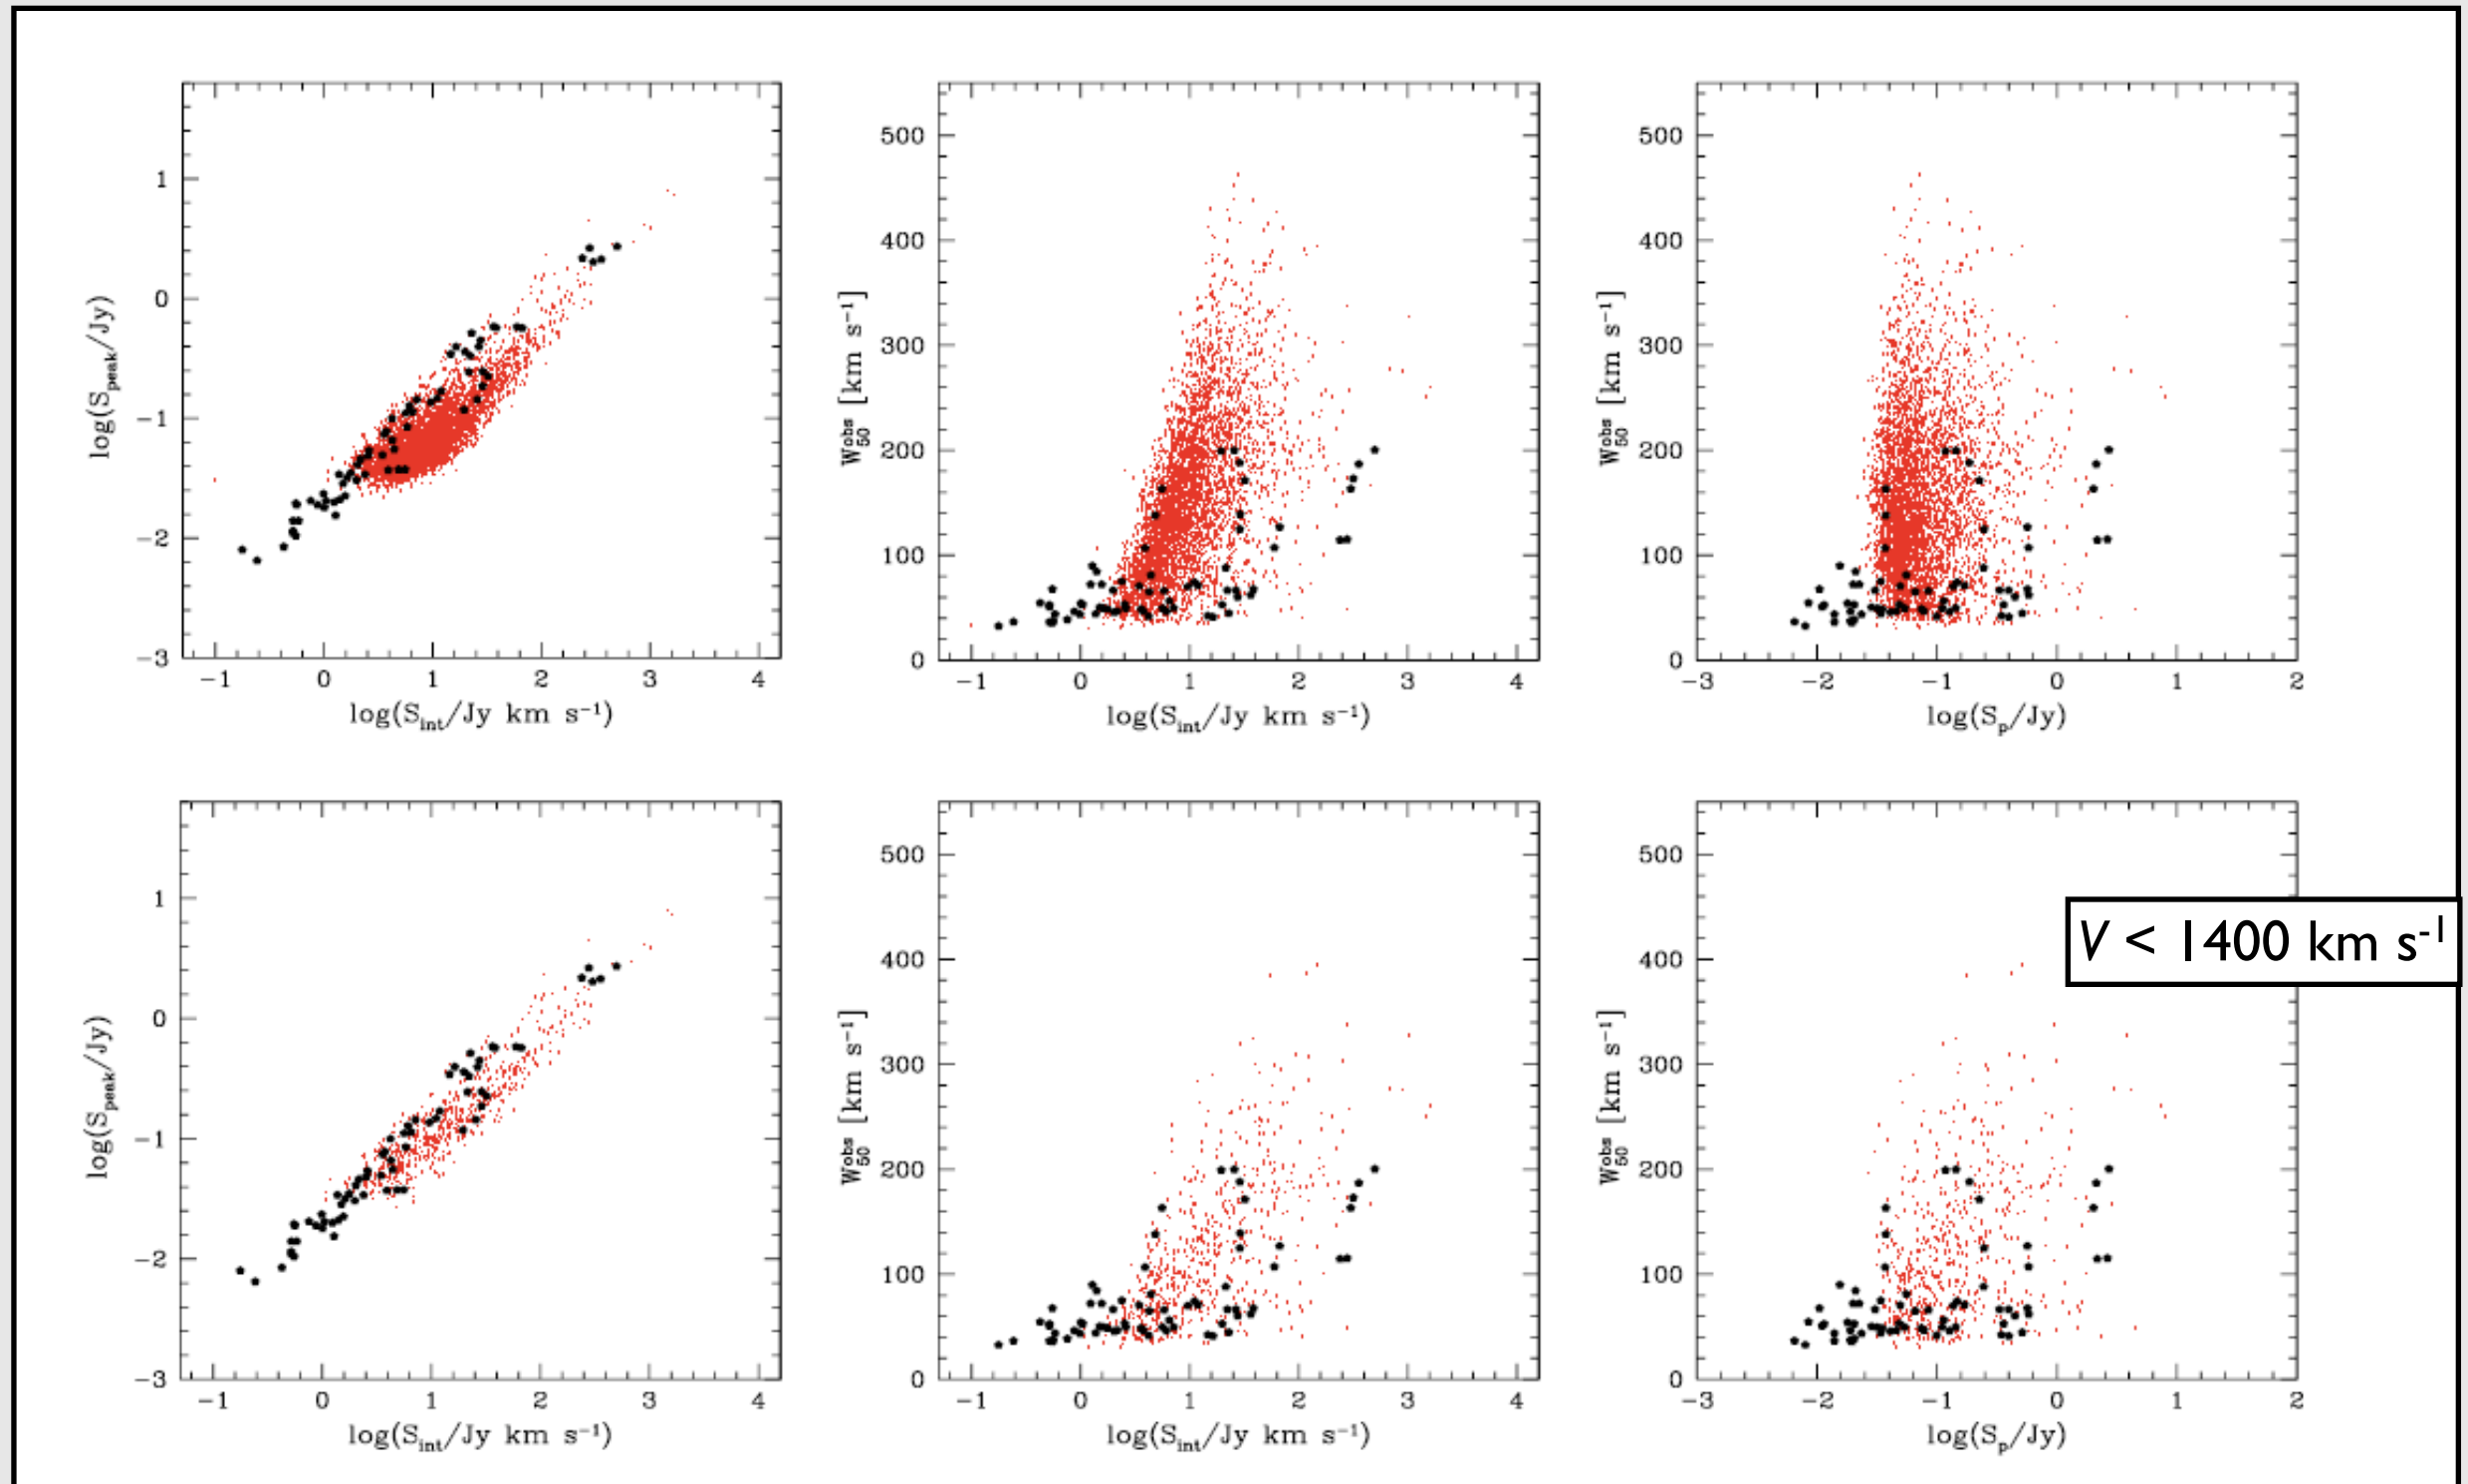 1
0
−1
−2
−3
−1 0 1 2 3 4
log(S_peak/Jy)
log(S_int/Jy km s⁻¹)
500
400
300
200
100
0
−1 0 1 2 3 4
W_50^obs [km s⁻¹]
log(S_int/Jy km s⁻¹)
500
400
300
200
100
0
−3 −2 −1 0 1 2
W_50^obs [km s⁻¹]
log(S_p/Jy)
1
0
−1
−2
−3
−1 0 1 2 3 4
log(S_peak/Jy)
log(S_int/Jy km s⁻¹)
500
400
300
200
100
0
−1 0 1 2 3 4
W_50^obs [km s⁻¹]
log(S_int/Jy km s⁻¹)
500
400
300
200
100
0
−3 −2 −1 0 1 2
W_50^obs [km s⁻¹]
log(S_p/Jy)
V < 1400 km s⁻¹